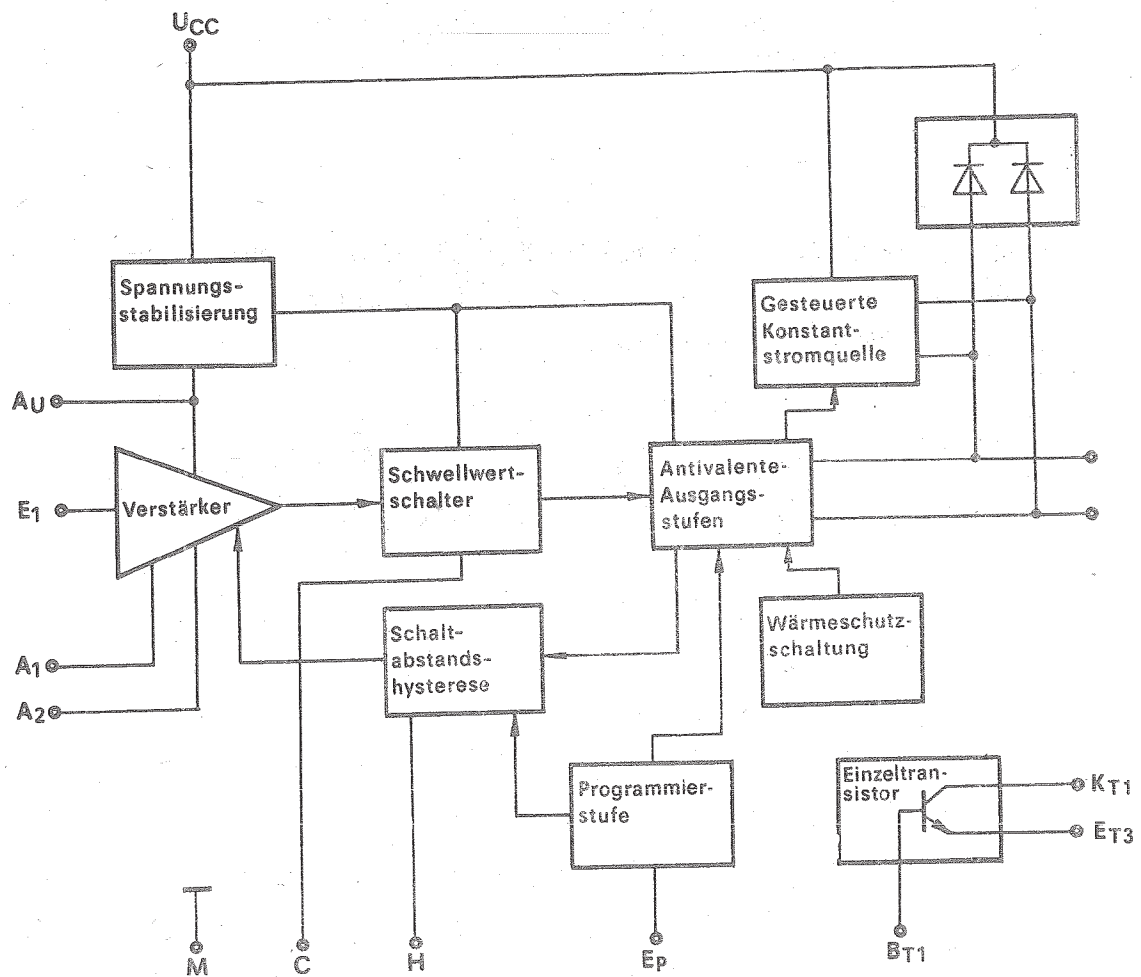 UCC
Spannungs-
stabilisierung
Gesteuerte
Konstant-
stromquelle
AU
E1
Verstärker
Schwellwert-
schalter
Antivalente-
Ausgangs-
stufen
A1
A2
Schalt-
abstands-
hysterese
Wärmeschutz-
schaltung
Programmier-
stufe
Einzeltran-
sistor
KT1
ET3
M
C
H
Ep
BT1